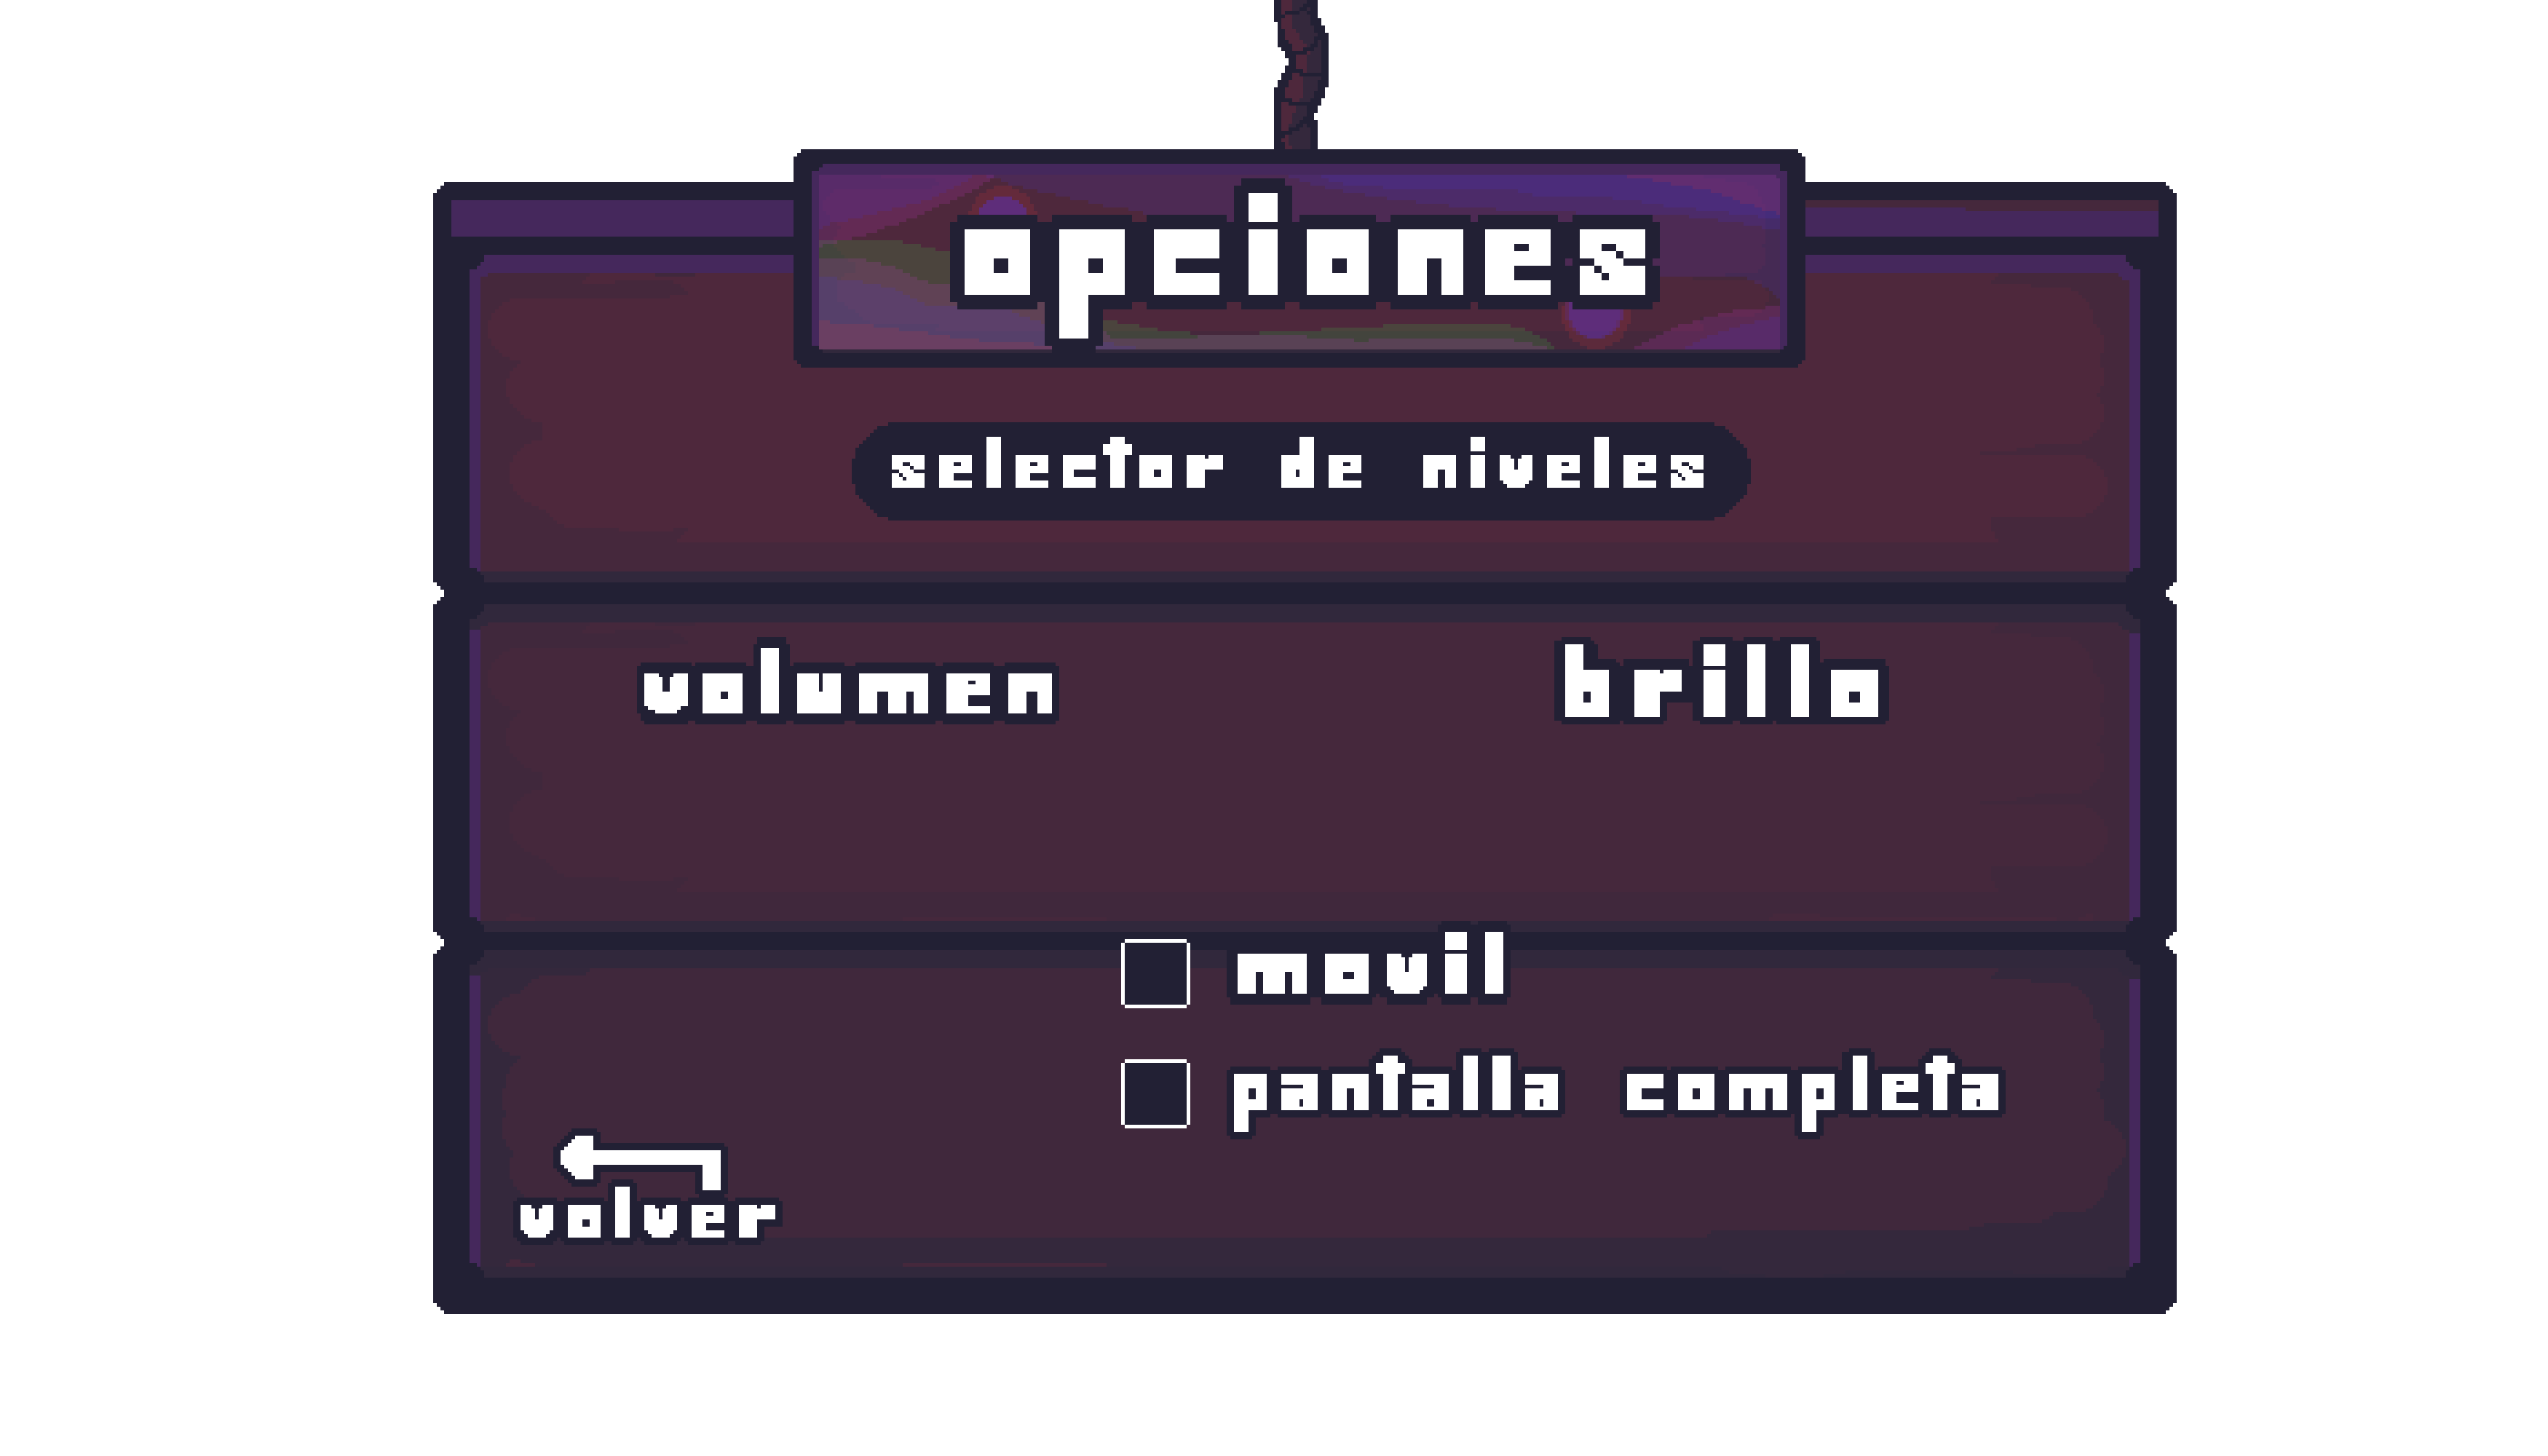 opciones
selector de niveles
volumen
brillo
movil
pantalla completa
volver